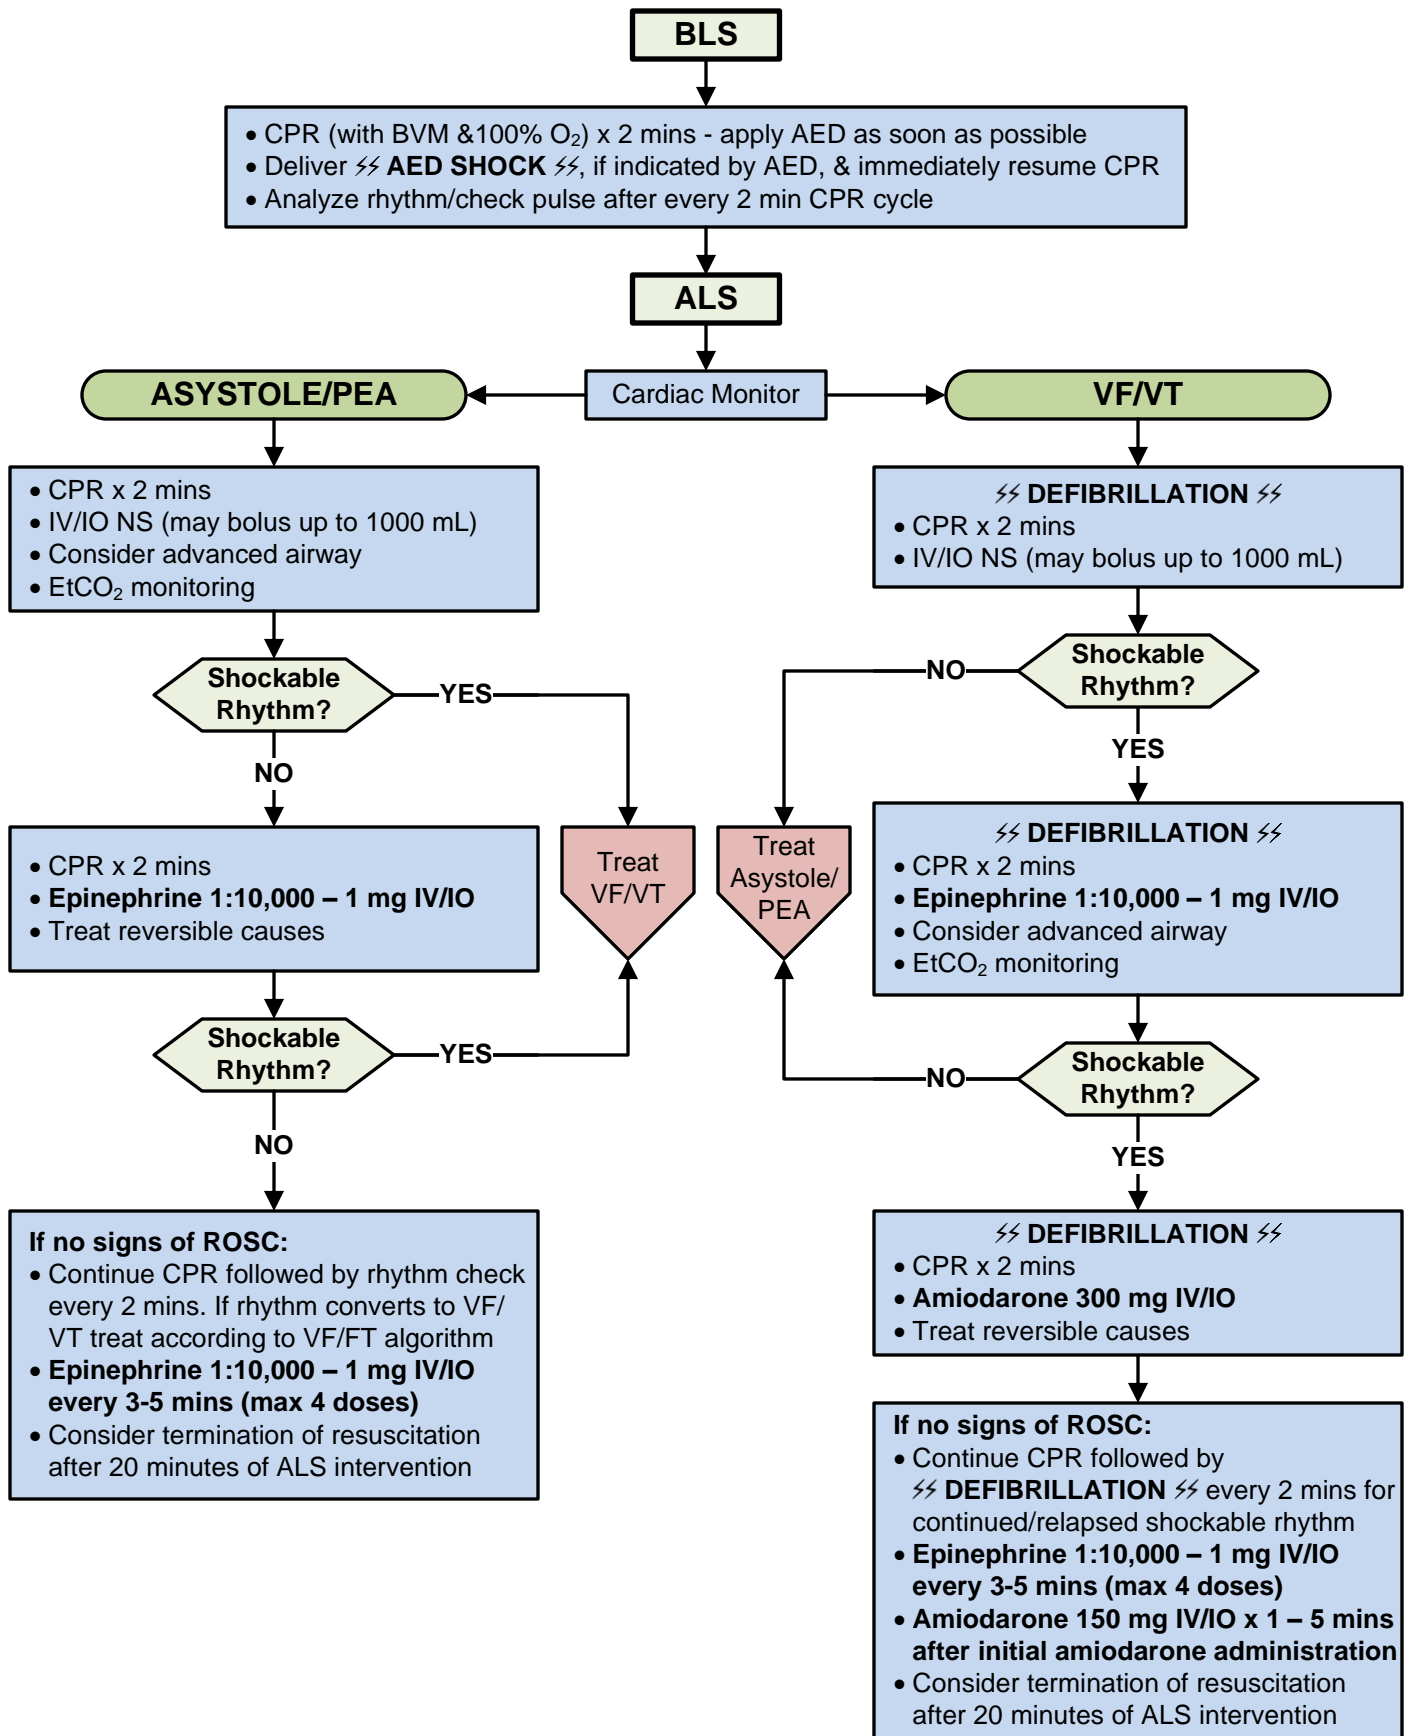 BLS
• CPR (with BVM &100% O₂) x 2 mins - apply AED as soon as possible
• Deliver ⚡⚡ AED SHOCK ⚡⚡, if indicated by AED, & immediately resume CPR
• Analyze rhythm/check pulse after every 2 min CPR cycle
ALS
Cardiac Monitor
ASYSTOLE/PEA
• CPR x 2 mins
• IV/IO NS (may bolus up to 1000 mL)
• Consider advanced airway
• EtCO₂ monitoring
Shockable
Rhythm?
YES
NO
• CPR x 2 mins
• Epinephrine 1:10,000 – 1 mg IV/IO
• Treat reversible causes
Treat
VF/VT
Shockable
Rhythm?
YES
NO
If no signs of ROSC:
• Continue CPR followed by rhythm check
every 2 mins. If rhythm converts to VF/
VT treat according to VF/FT algorithm
• Epinephrine 1:10,000 – 1 mg IV/IO
every 3-5 mins (max 4 doses)
• Consider termination of resuscitation
after 20 minutes of ALS intervention
VF/VT
⚡⚡ DEFIBRILLATION ⚡⚡
• CPR x 2 mins
• IV/IO NS (may bolus up to 1000 mL)
Shockable
Rhythm?
NO
YES
Treat
Asystole/
PEA
⚡⚡ DEFIBRILLATION ⚡⚡
• CPR x 2 mins
• Epinephrine 1:10,000 – 1 mg IV/IO
• Consider advanced airway
• EtCO₂ monitoring
Shockable
Rhythm?
NO
YES
⚡⚡ DEFIBRILLATION ⚡⚡
• CPR x 2 mins
• Amiodarone 300 mg IV/IO
• Treat reversible causes
If no signs of ROSC:
• Continue CPR followed by
⚡⚡ DEFIBRILLATION ⚡⚡ every 2 mins for
continued/relapsed shockable rhythm
• Epinephrine 1:10,000 – 1 mg IV/IO
every 3-5 mins (max 4 doses)
• Amiodarone 150 mg IV/IO x 1 – 5 mins
after initial amiodarone administration
• Consider termination of resuscitation
after 20 minutes of ALS intervention